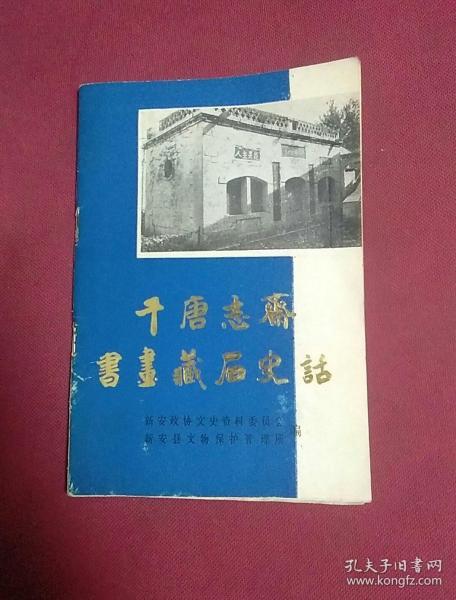 千唐志斋
書畫藏石史話
新安政协文史资料委员会
新安县文物保护管理所
编
孔夫子旧书网
www.kongfz.com